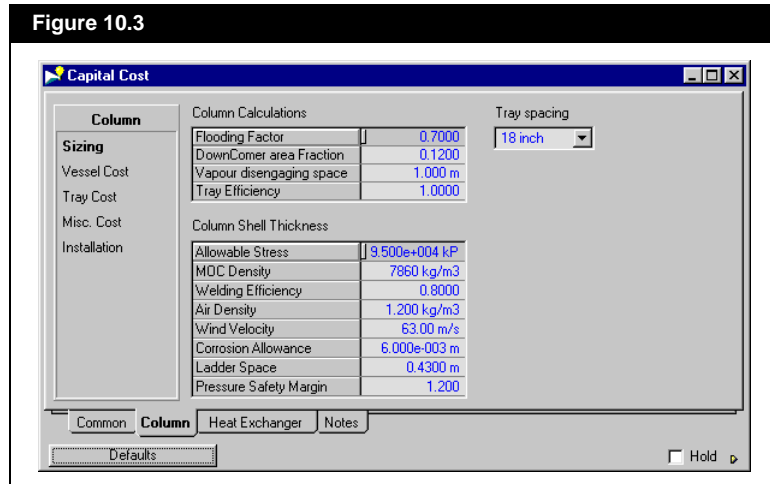 Figure 10.3
Capital Cost
Column
Sizing
Vessel Cost
Tray Cost
Misc. Cost
Installation
Column Calculations
Flooding Factor 0.7000
DownComer area Fraction 0.1200
Vapour disengaging space 1.000 m
Tray Efficiency 1.0000
Tray spacing
18 inch
Column Shell Thickness
Allowable Stress 9.500e+004 kP
MOC Density 7860 kg/m3
Welding Efficiency 0.8000
Air Density 1.200 kg/m3
Wind Velocity 63.00 m/s
Corrosion Allowance 6.000e-003 m
Ladder Space 0.4300 m
Pressure Safety Margin 1.200
Common Column Heat Exchanger Notes
Defaults Hold